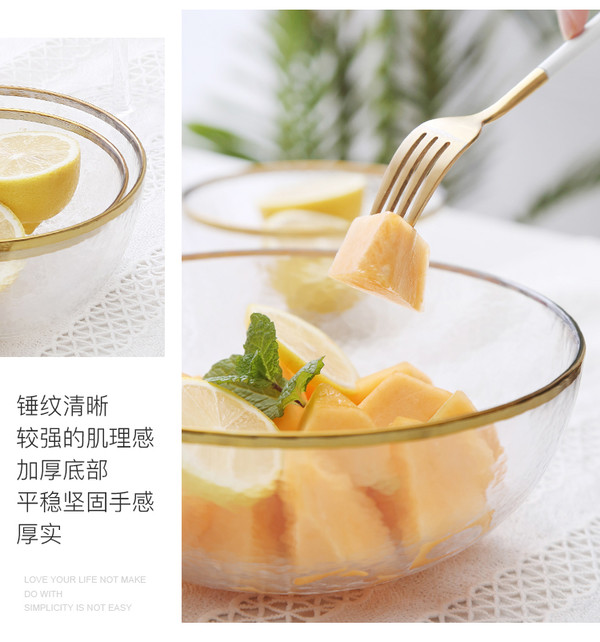 锤纹清晰
较强的肌理感
加厚底部
平稳坚固手感
厚实
LOVE YOUR LIFE NOT MAKE
DO WITH
SIMPLICITY IS NOT EASY